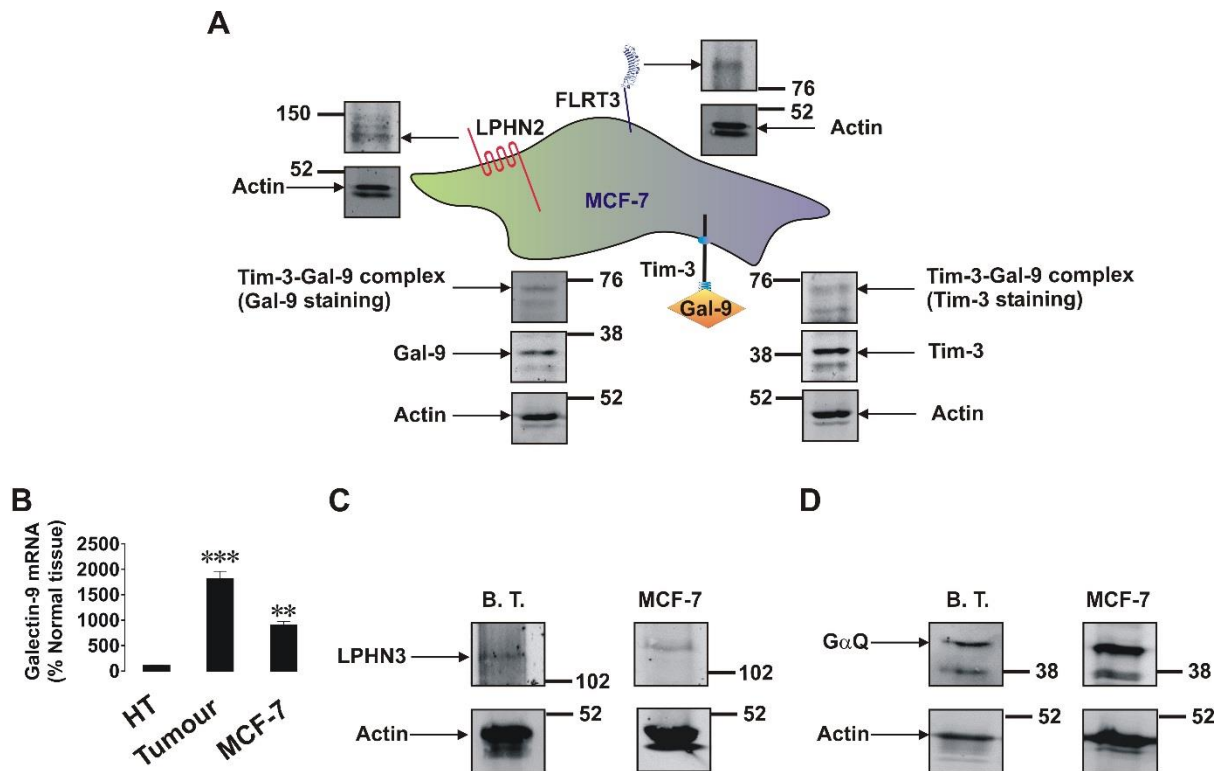 A
150
LPHN2
52
Actin
FLRT3
76
52
Actin
MCF-7
Tim-3-Gal-9 complex
(Gal-9 staining)
76
Gal-9
38
Actin
52
Tim-3
Gal-9
76
Tim-3-Gal-9 complex
(Tim-3 staining)
38
Tim-3
52
Actin
B
Galectin-9 mRNA
(% Normal tissue)
2500
2000
1500
1000
500
0
***
**
HT
Tumour
MCF-7
C
B. T.
MCF-7
LPHN3
102
102
Actin
52
52
D
B. T.
MCF-7
GαQ
38
38
Actin
52
52